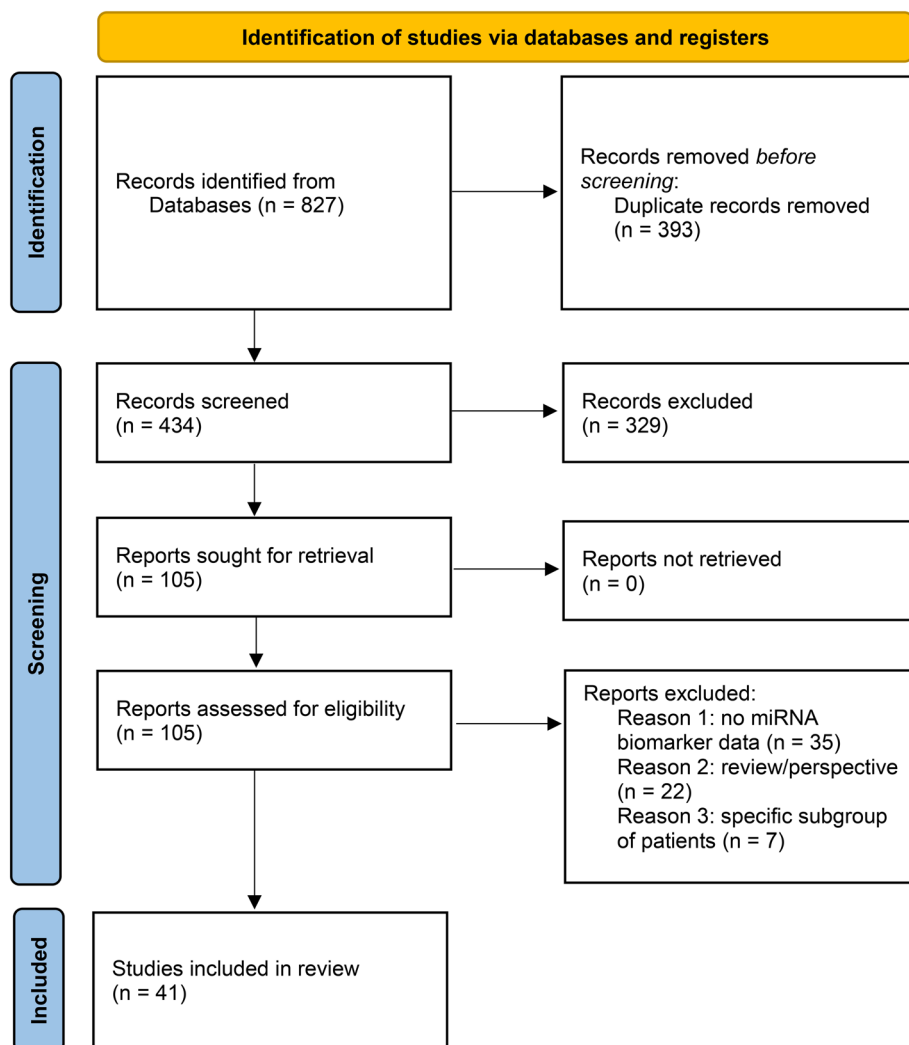 Identification of studies via databases and registers
Identification
Records identified from
Databases (n = 827)
Records removed before
screening:
Duplicate records removed
(n = 393)
Screening
Records screened
(n = 434)
Records excluded
(n = 329)
Reports sought for retrieval
(n = 105)
Reports not retrieved
(n = 0)
Reports assessed for eligibility
(n = 105)
Reports excluded:
Reason 1: no miRNA
biomarker data (n = 35)
Reason 2: review/perspective
(n = 22)
Reason 3: specific subgroup
of patients (n = 7)
Included
Studies included in review
(n = 41)